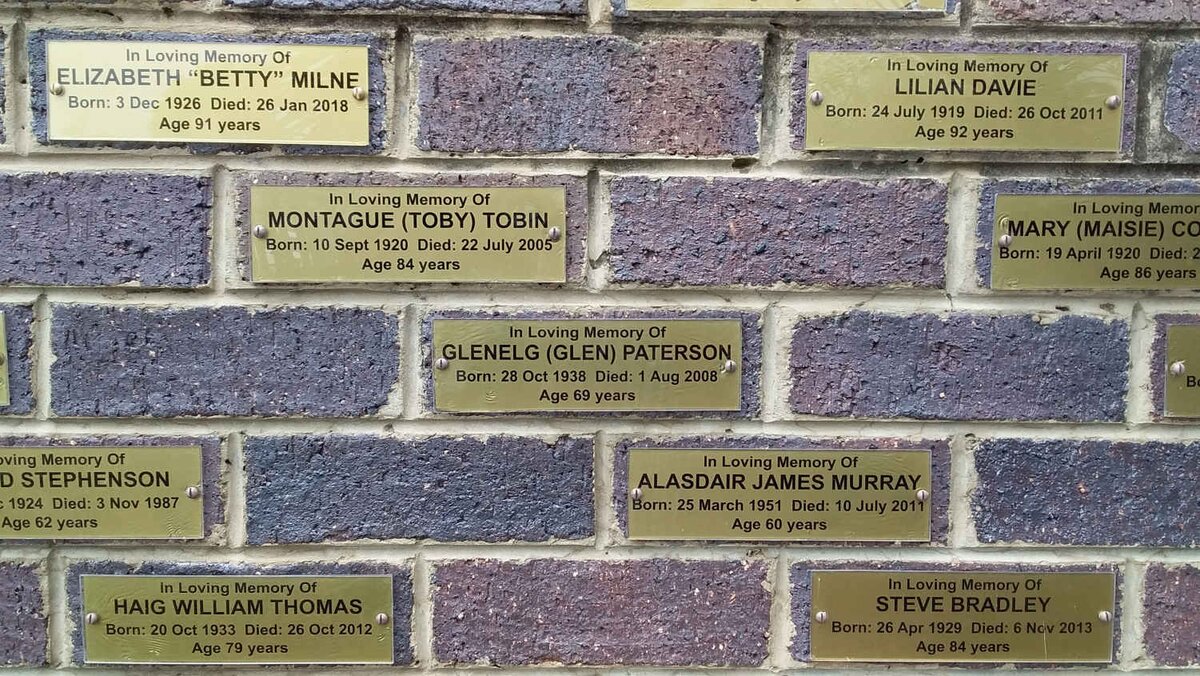 In Loving Memory Of
ELIZABETH “BETTY” MILNE
Born: 3 Dec 1926 Died: 26 Jan 2018
Age 91 years
In Loving Memory Of
LILIAN DAVIE
Born: 24 July 1919 Died: 26 Oct 2011
Age 92 years
In Loving Memory Of
MONTAGUE (TOBY) TOBIN
Born: 10 Sept 1920 Died: 22 July 2005
Age 84 years
In Loving
MARY (MAISIE)
Born: 19 April 1920 Died:
Age 86 years
In Loving Memory Of
GLENELG (GLEN) PATERSON
Born: 28 Oct 1938 Died: 1 Aug 2008
Age 69 years
Memory Of
STEPHENSON
1924 Died: 3 Nov 1987
Age 62 years
In Loving Memory Of
ALASDAIR JAMES MURRAY
Born: 25 March 1951 Died: 10 July 2011
Age 60 years
In Loving Memory Of
HAIG WILLIAM THOMAS
Born: 20 Oct 1933 Died: 26 Oct 2012
Age 79 years
In Loving Memory Of
STEVE BRADLEY
Born: 26 Apr 1929 Died: 6 Nov 2013
Age 84 years